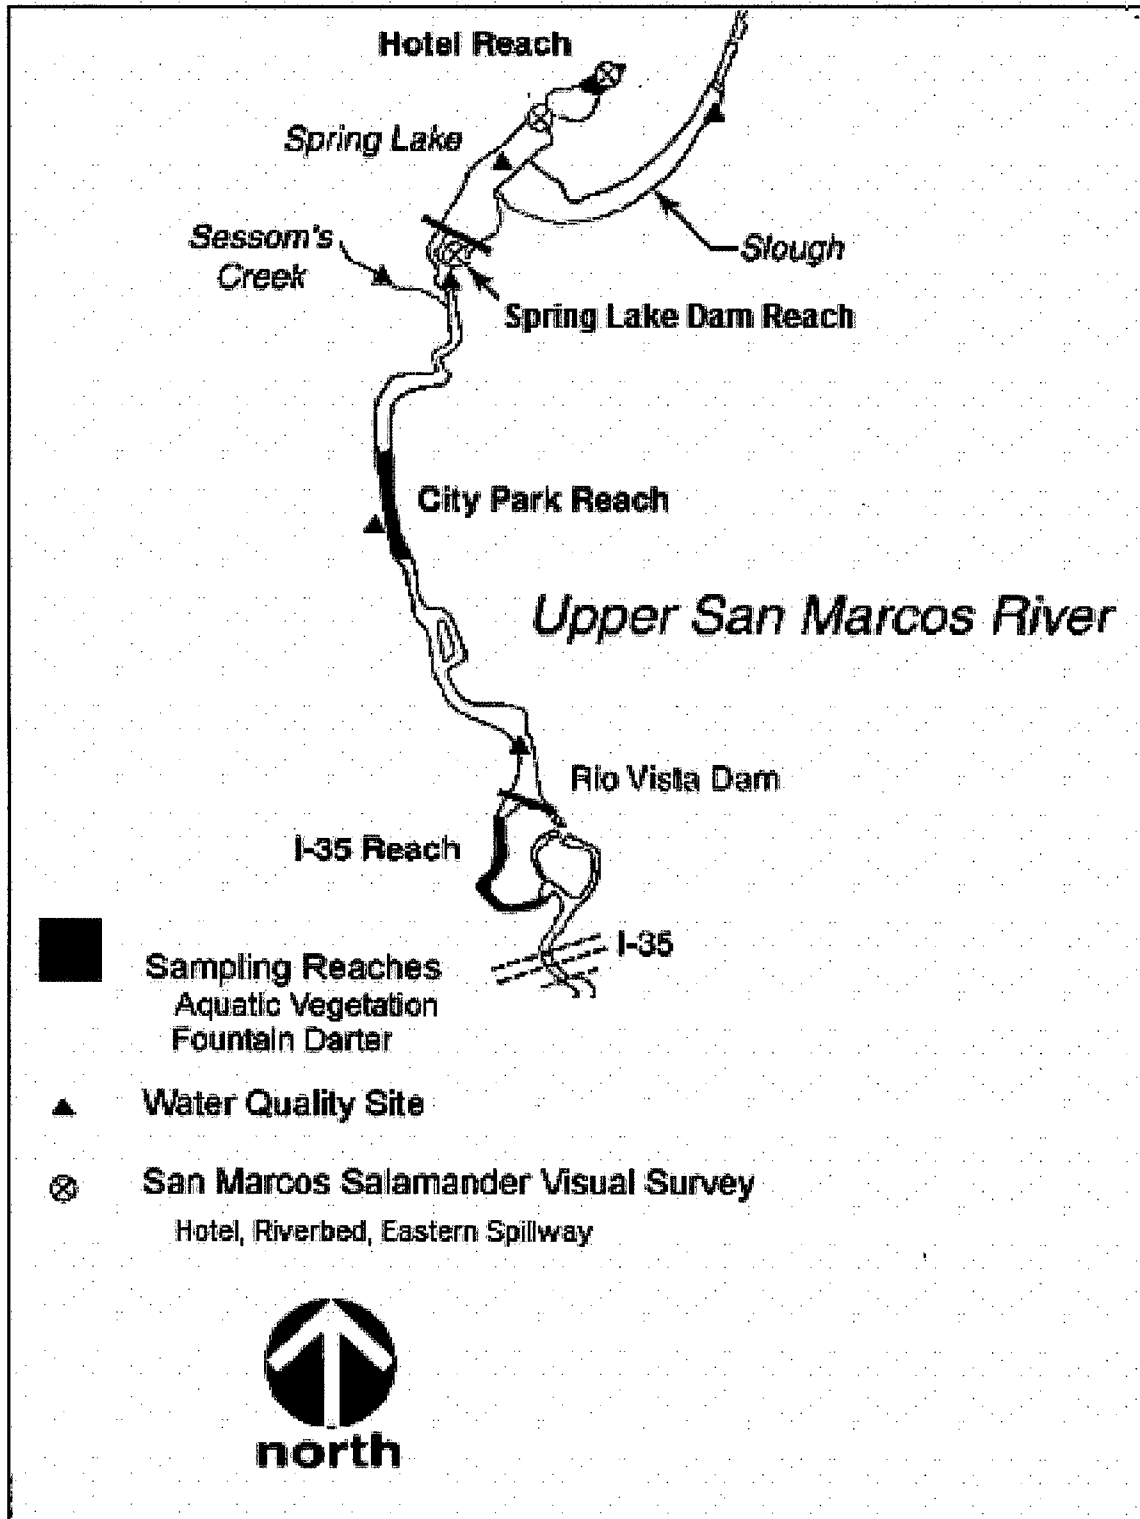 Hotel Reach
Spring Lake
Sessom's
Creek
Slough
Spring Lake Dam Reach
City Park Reach
Upper San Marcos River
Rio Vista Dam
I-35 Reach
I-35
Sampling Reaches
Aquatic Vegetation
Fountain Darter
Water Quality Site
San Marcos Salamander Visual Survey
Hotel, Riverbed, Eastern Spillway
north